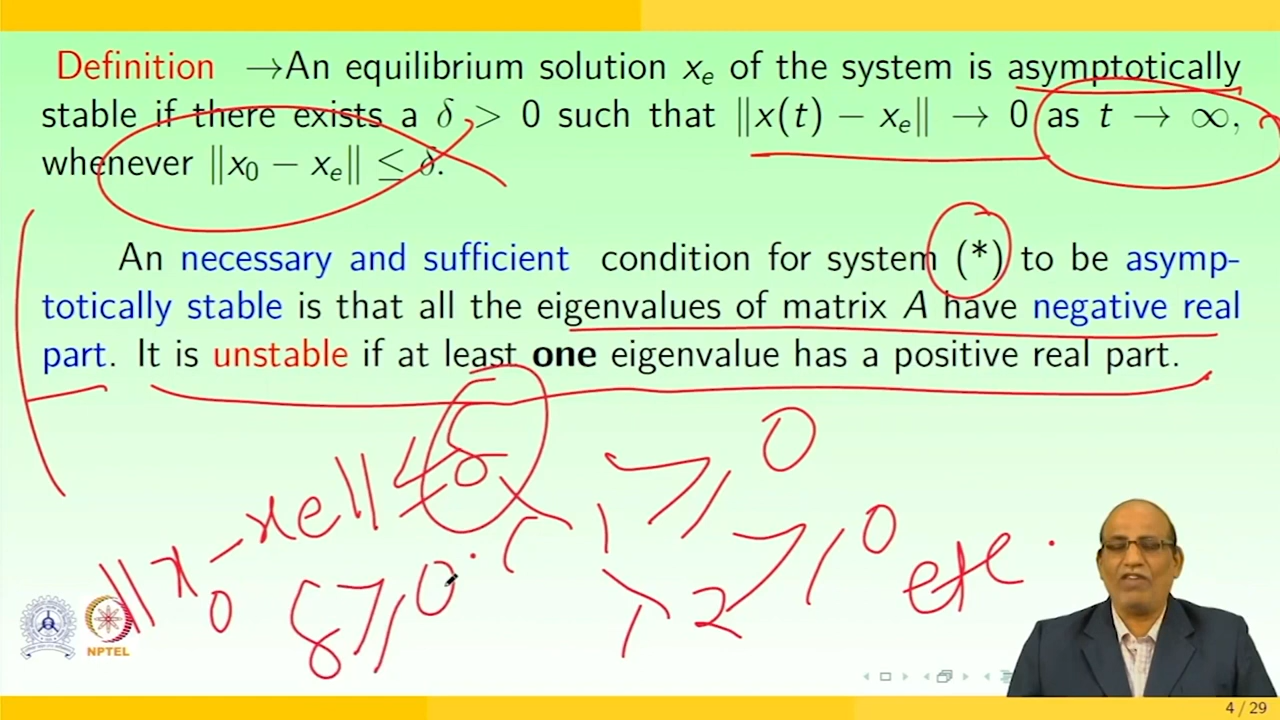 Definition →An equilibrium solution xₑ of the system is asymptotically
stable if there exists a δ > 0 such that ‖x(t) − xₑ‖ → 0 as t → ∞,
whenever ‖x₀ − xₑ‖ ≤ δ.
An necessary and sufficient condition for system (*) to be asymp-
totically stable is that all the eigenvalues of matrix A have negative real
part. It is unstable if at least one eigenvalue has a positive real part.
‖x₀ − xe‖ ≤ δ
δ ≥ 0
≥ 0
2 ≥ 0 etc.
NPTEL
4 / 29